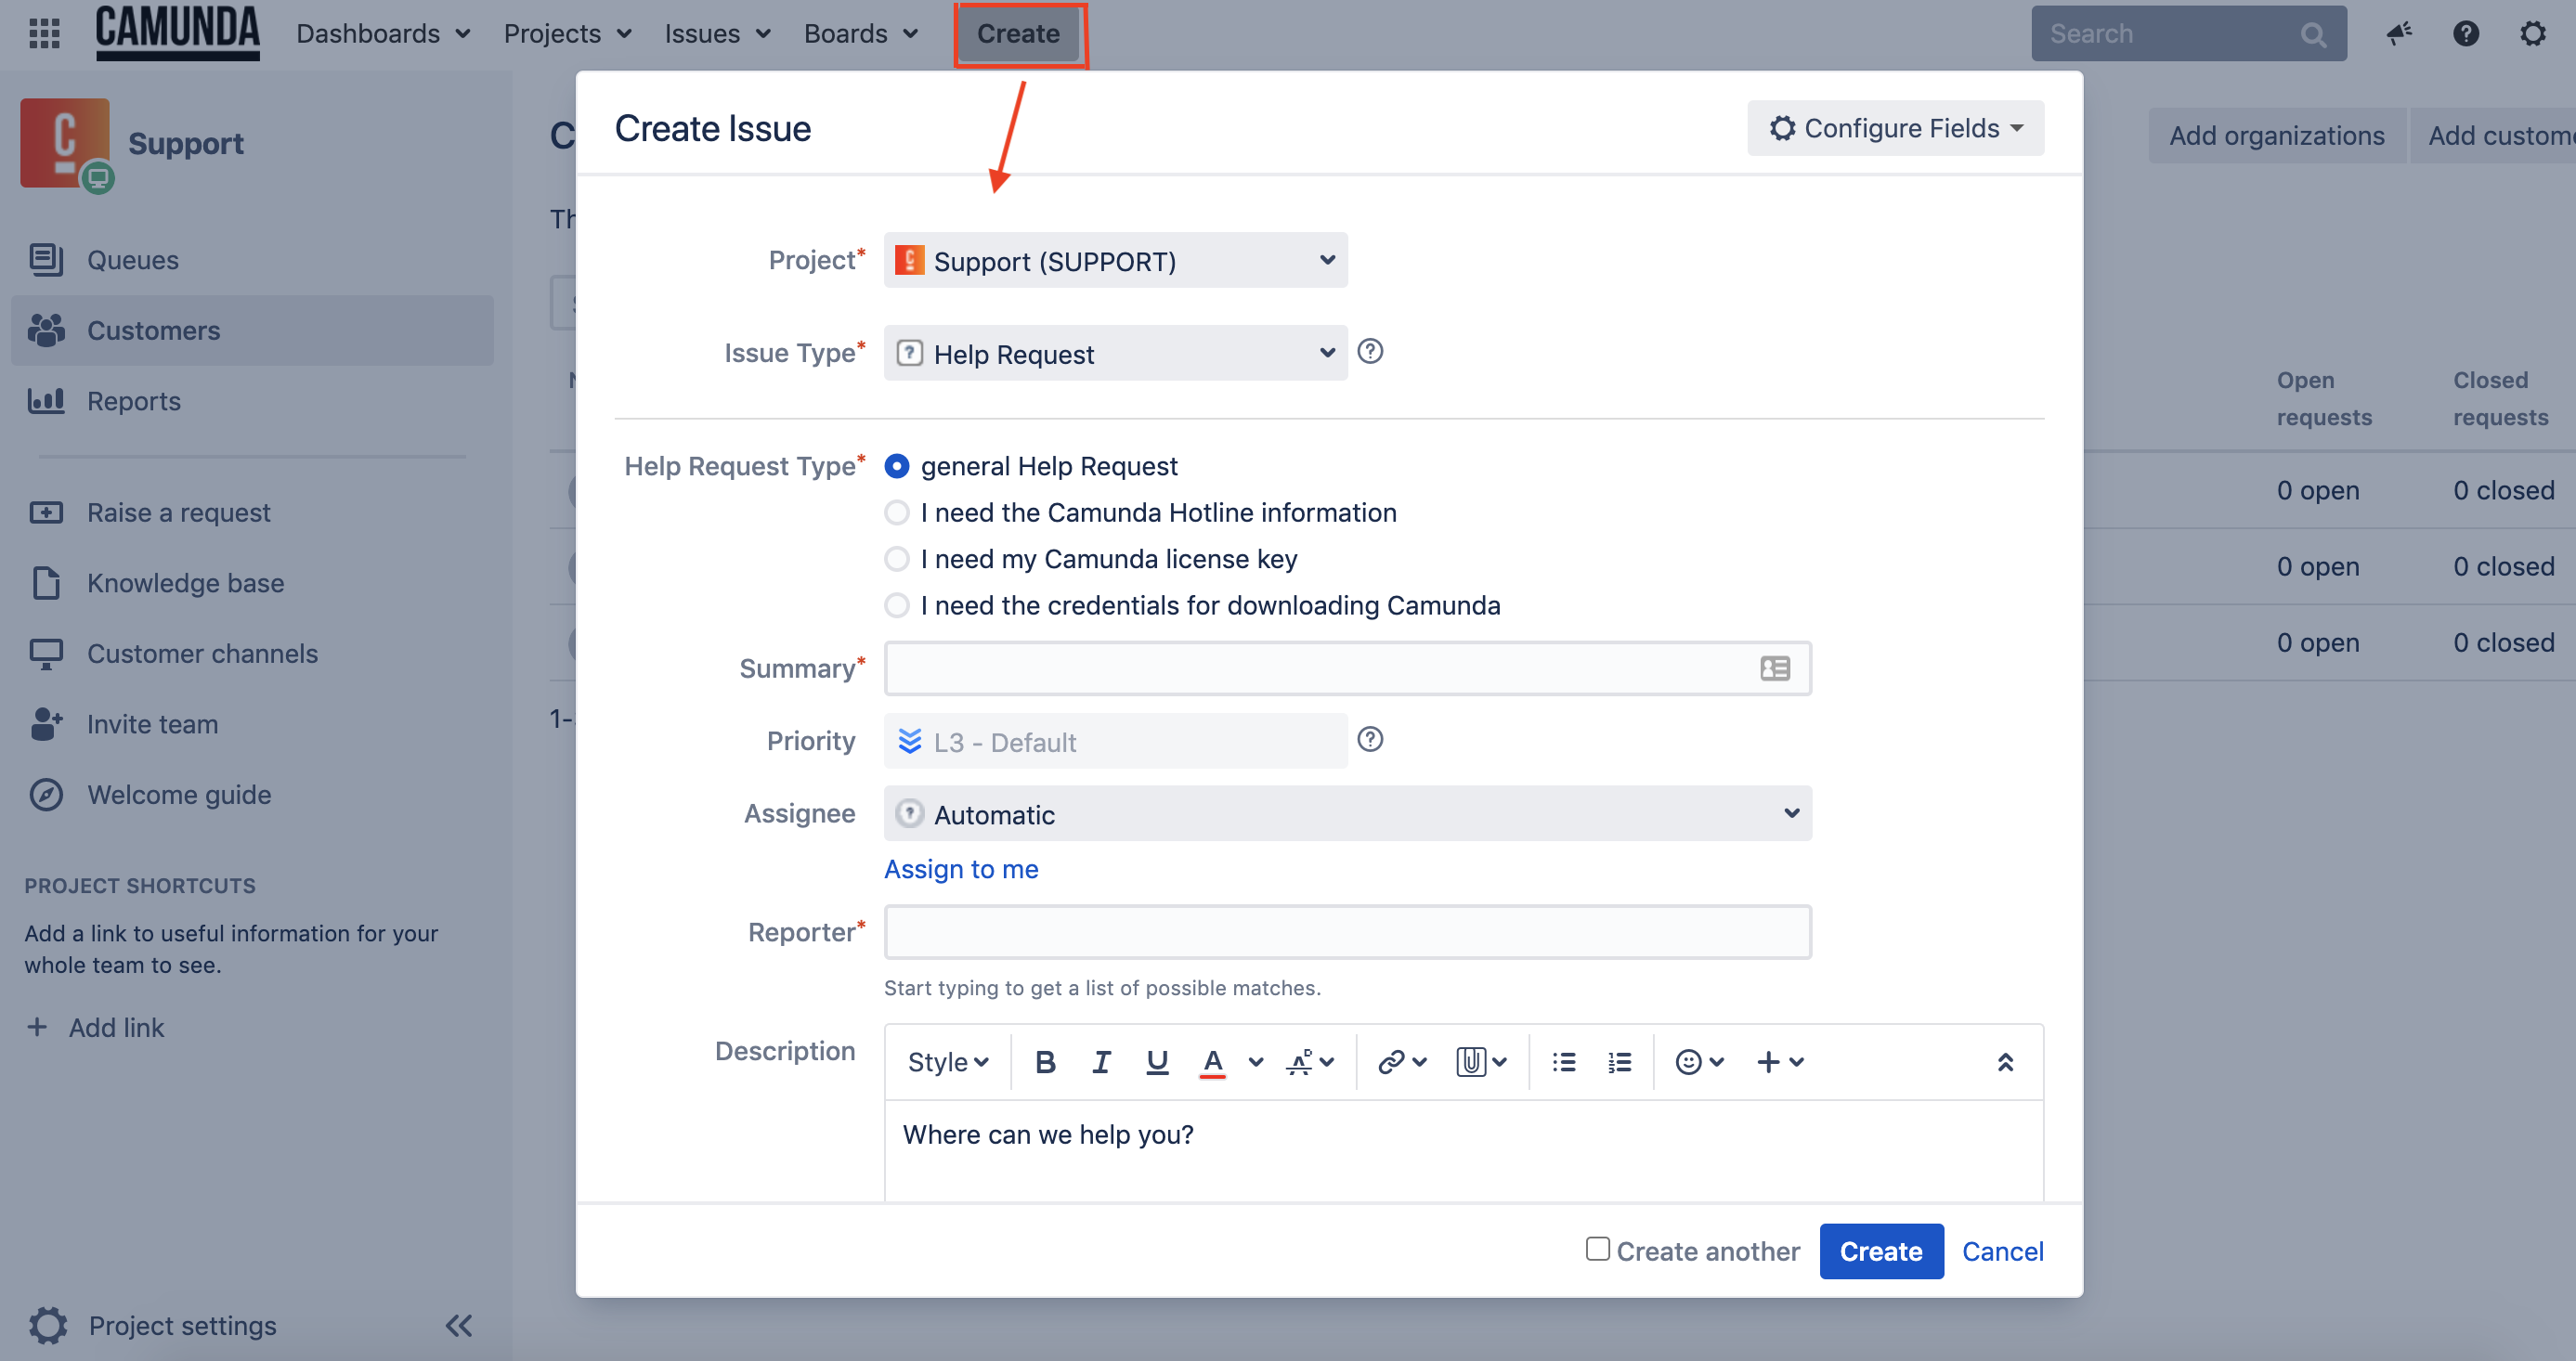 CAMUNDA Dashboards Projects Issues Boards Create Search
Support
Queues
Customers
Reports
Raise a request
Knowledge base
Customer channels
Invite team
Welcome guide
PROJECT SHORTCUTS
Add a link to useful information for your
whole team to see.
+ Add link
Project settings
Add organizations
Open
requests
Closed
requests
0 open 0 closed
0 open 0 closed
0 open 0 closed
Create Issue
Configure Fields
Project* Support (SUPPORT)
Issue Type* Help Request
Help Request Type* general Help Request
I need the Camunda Hotline information
I need my Camunda license key
I need the credentials for downloading Camunda
Summary*
Priority L3 - Default
Assignee Automatic
Assign to me
Reporter*
Start typing to get a list of possible matches.
Description Style B I U A
Where can we help you?
Create another Create Cancel